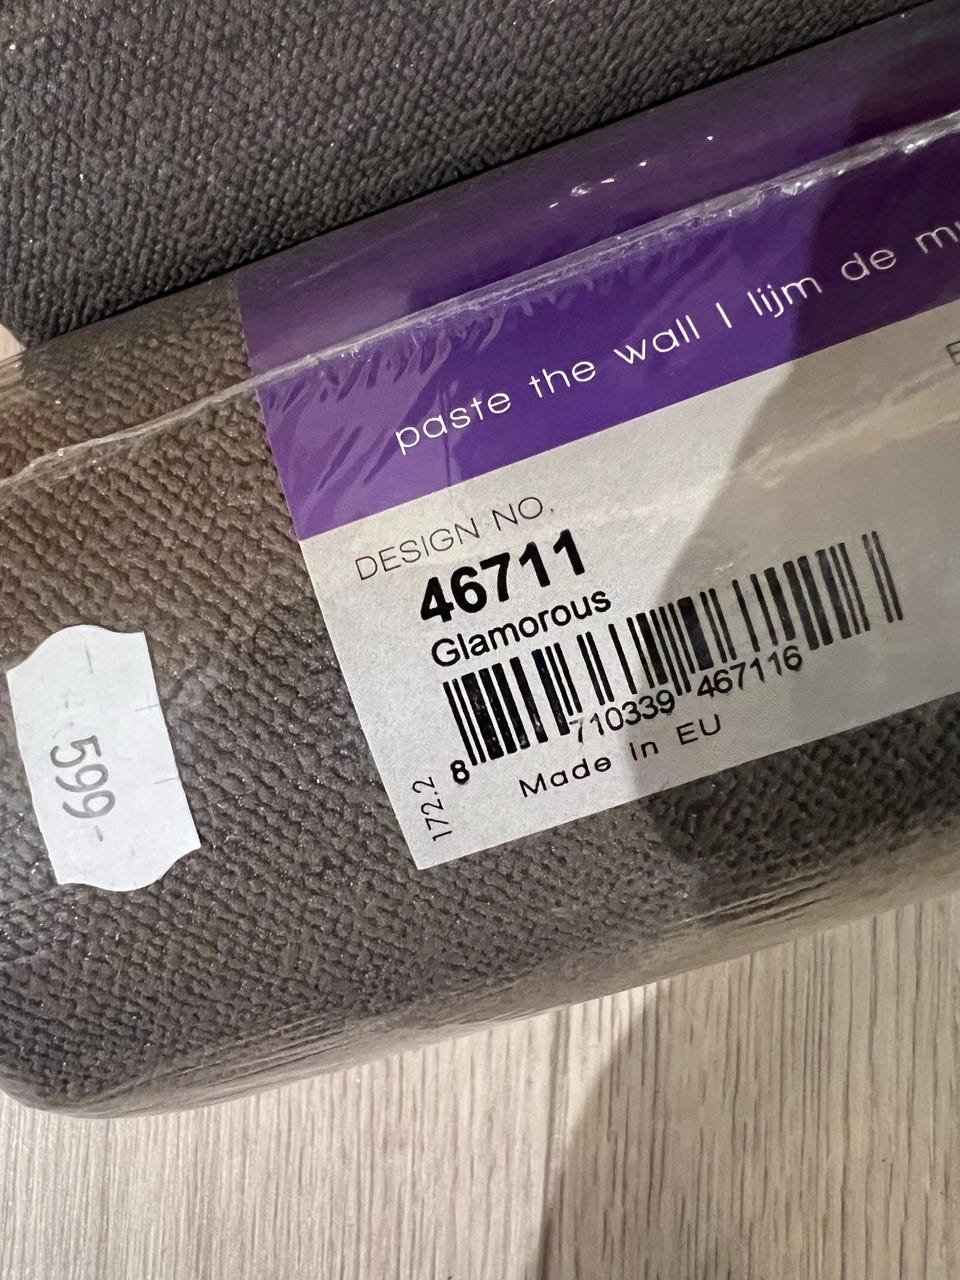 paste the wall | lijm de
DESIGN NO.
46711
Glamorous
8 710339 467116
Made in EU
172.2
599-